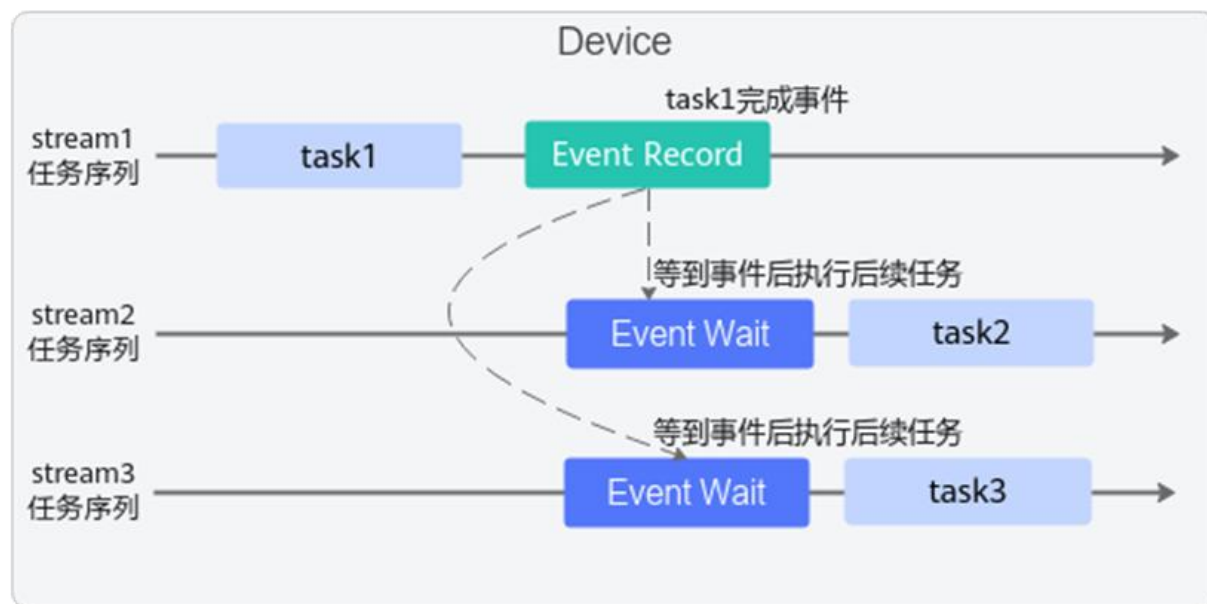 Device
task1完成事件
stream1
任务序列
task1
Event Record
等到事件后执行后续任务
stream2
任务序列
Event Wait
task2
等到事件后执行后续任务
stream3
任务序列
Event Wait
task3